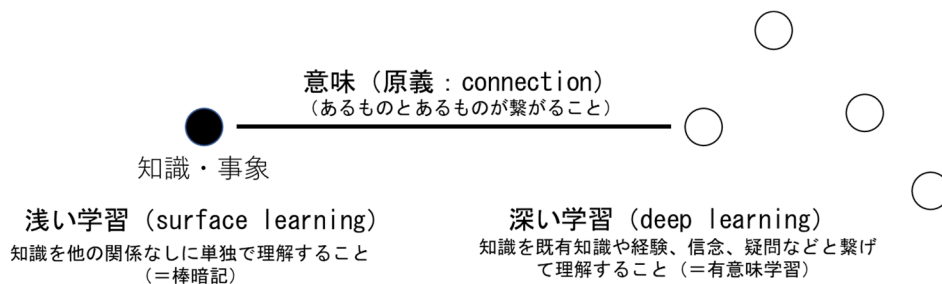 意味（原義：connection）
（あるものとあるものが繋がること）
知識・事象
浅い学習（surface learning）
知識を他の関係なしに単独で理解すること
（＝棒暗記）
深い学習（deep learning）
知識を既有知識や経験、信念、疑問などと繋げ
て理解すること（＝有意味学習）